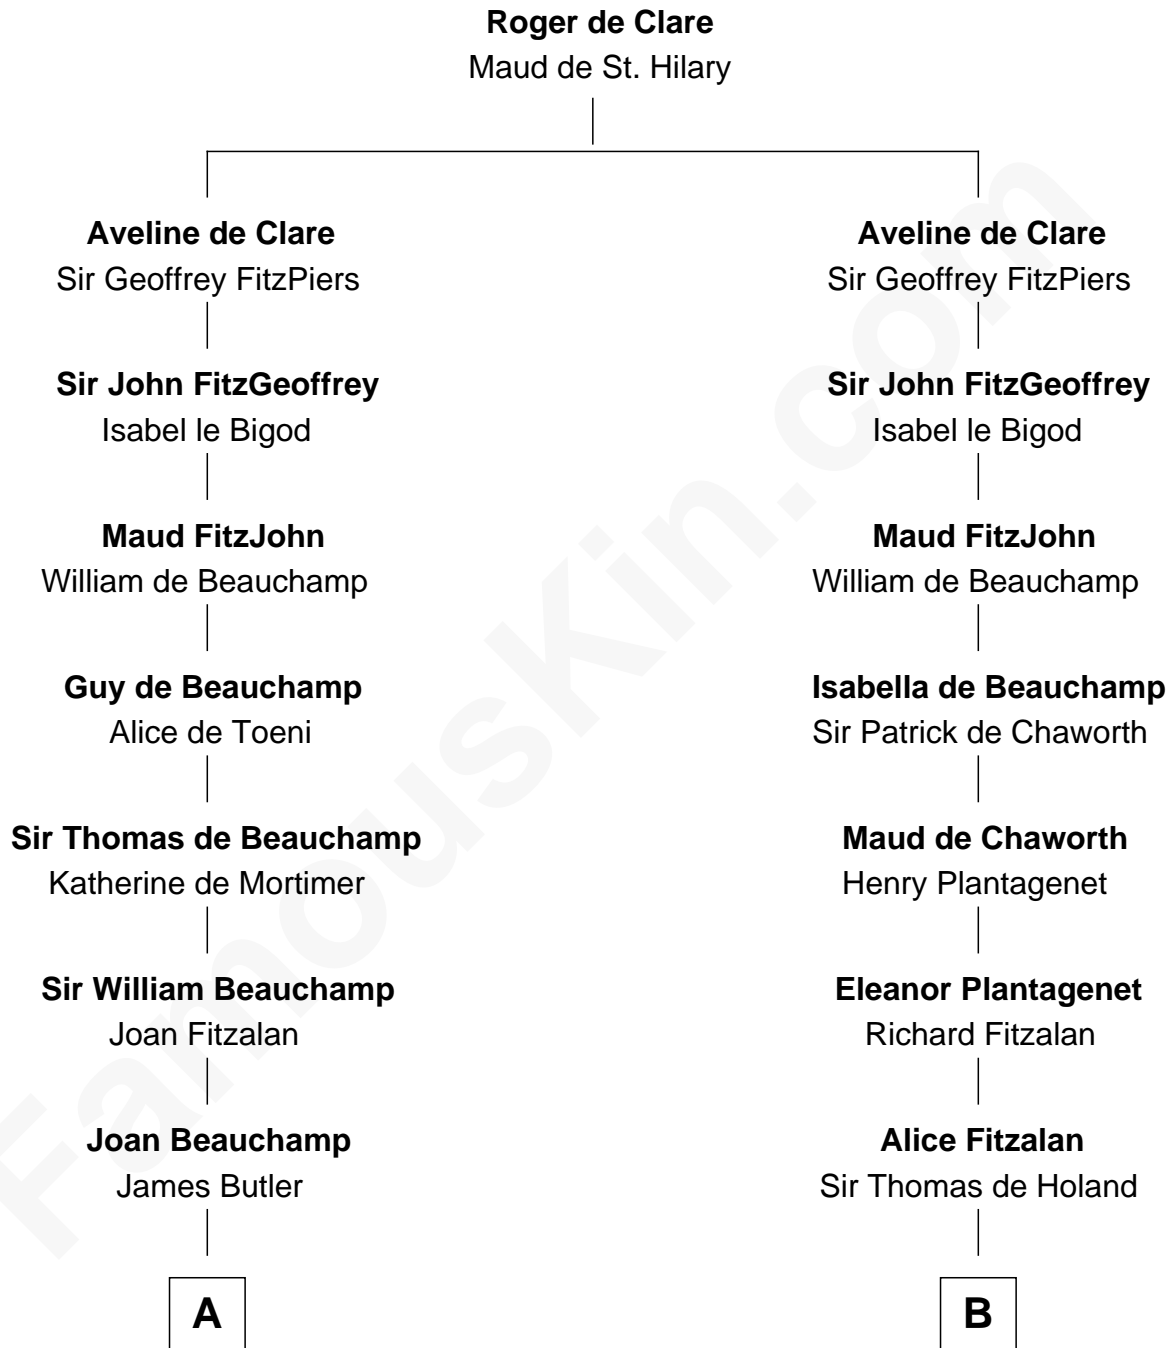 Roger de Clare
Maud de St. Hilary
Aveline de Clare
Sir Geoffrey FitzPiers
Sir John FitzGeoffrey
Isabel le Bigod
Maud FitzJohn
William de Beauchamp
Guy de Beauchamp
Alice de Toeni
Sir Thomas de Beauchamp
Katherine de Mortimer
Sir William Beauchamp
Joan Fitzalan
Joan Beauchamp
James Butler
A
Aveline de Clare
Sir Geoffrey FitzPiers
Sir John FitzGeoffrey
Isabel le Bigod
Maud FitzJohn
William de Beauchamp
Isabella de Beauchamp
Sir Patrick de Chaworth
Maud de Chaworth
Henry Plantagenet
Eleanor Plantagenet
Richard Fitzalan
Alice Fitzalan
Sir Thomas de Holand
B
FamousKin.com